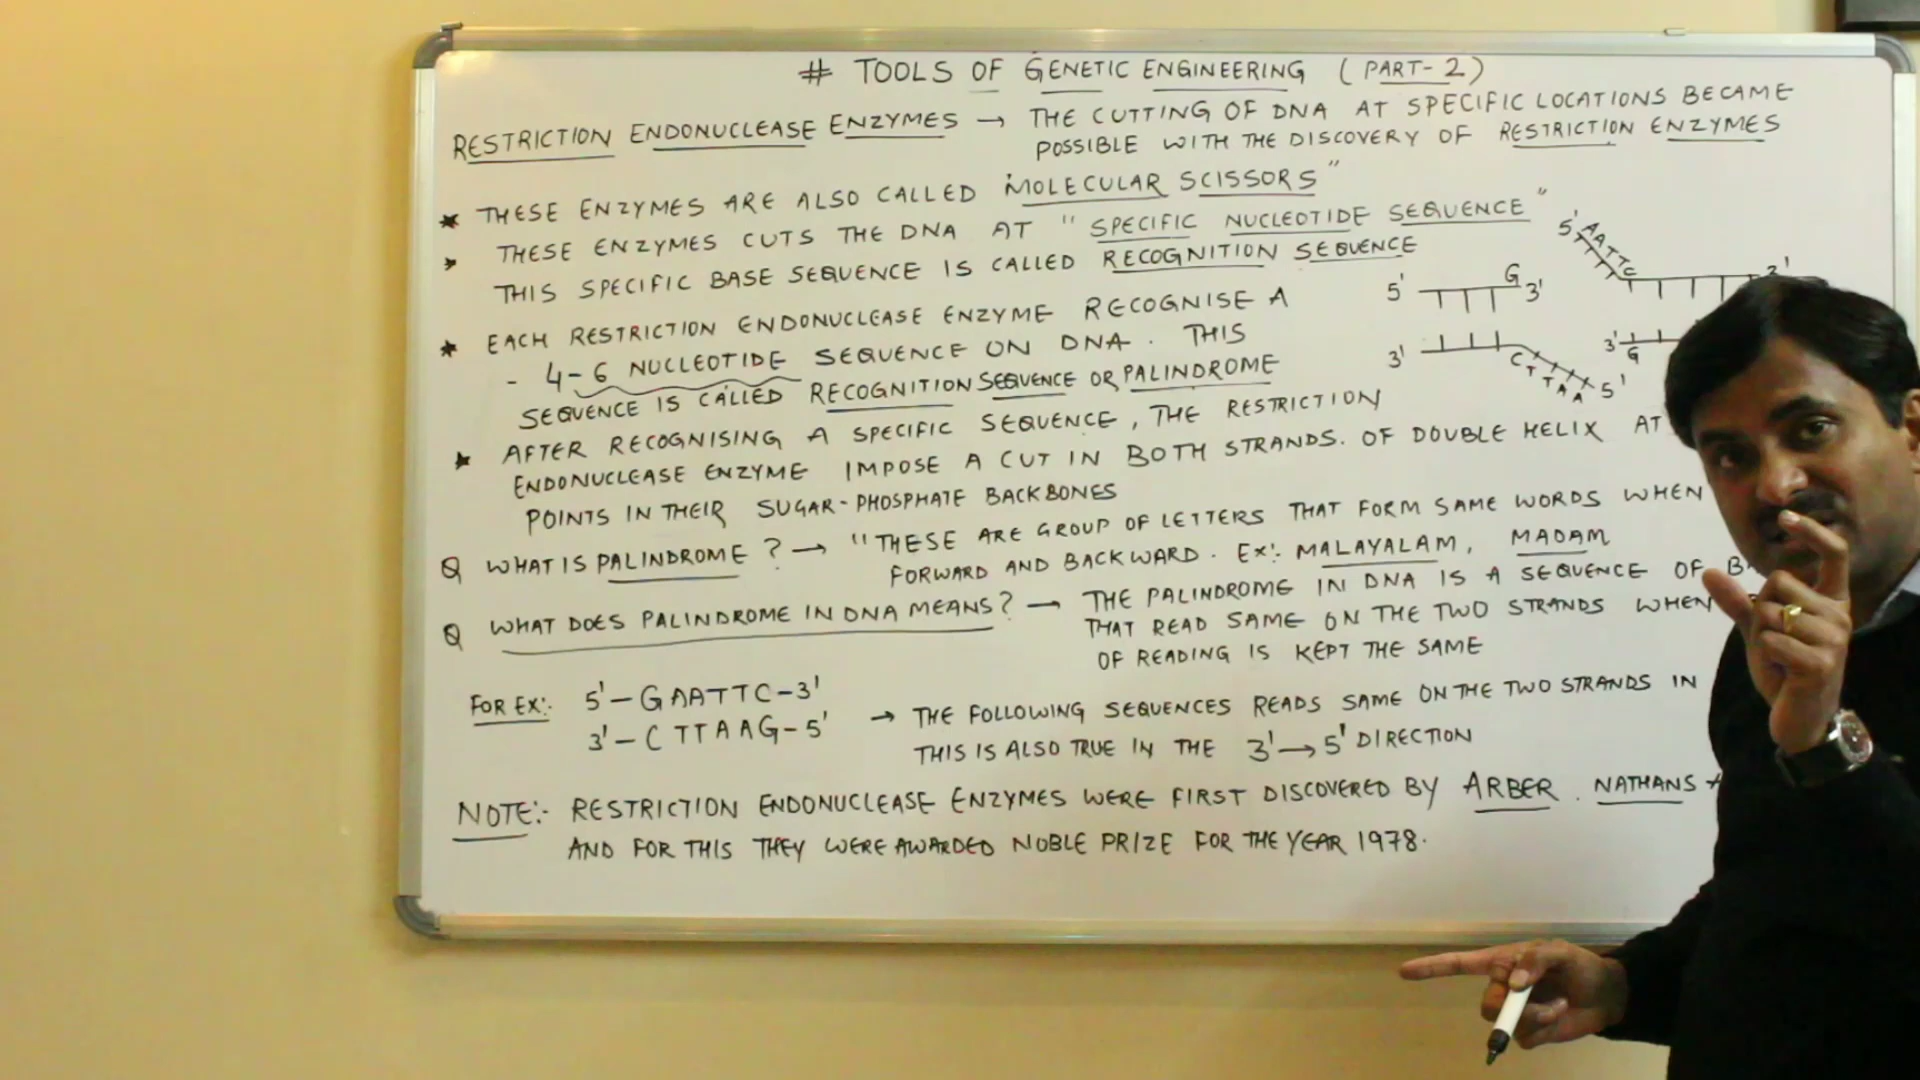 # TOOLS OF GENETIC ENGINEERING (PART-2)
RESTRICTION ENDONUCLEASE ENZYMES → THE CUTTING OF DNA AT SPECIFIC LOCATIONS BECAME
POSSIBLE WITH THE DISCOVERY OF RESTRICTION ENZYMES
★ THESE ENZYMES ARE ALSO CALLED MOLECULAR SCISSORS"
★ THESE ENZYMES CUTS THE DNA AT "SPECIFIC NUCLEOTIDE SEQUENCE"
THIS SPECIFIC BASE SEQUENCE IS CALLED RECOGNITION SEQUENCE
★ EACH RESTRICTION ENDONUCLEASE ENZYME RECOGNISE A
- 4-6 NUCLEOTIDE SEQUENCE ON DNA. THIS
SEQUENCE IS CALLED RECOGNITION SEQUENCE OR PALINDROME
5' AATTC 3'
5' G 3'
3' G
3' CTTAA 5'
★ AFTER RECOGNISING A SPECIFIC SEQUENCE, THE RESTRICTION
ENDONUCLEASE ENZYME IMPOSE A CUT IN BOTH STRANDS. OF DOUBLE HELIX AT
POINTS IN THEIR SUGAR-PHOSPHATE BACKBONES
Q WHAT IS PALINDROME? → "THESE ARE GROUP OF LETTERS THAT FORM SAME WORDS WHEN
FORWARD AND BACKWARD. EX:. MALAYALAM, MADAM
Q WHAT DOES PALINDROME IN DNA MEANS? — THE PALINDROME IN DNA IS A SEQUENCE OF
THAT READ SAME ON THE TWO STRANDS WHEN
OF READING IS KEPT THE SAME
FOR EX:. 5'-GAATTC-3'
3'-CTTAAG-5'
→ THE FOLLOWING SEQUENCES READS SAME ON THE TWO STRANDS IN
THIS IS ALSO TRUE IN THE 3'→5' DIRECTION
NOTE:- RESTRICTION ENDONUCLEASE ENZYMES WERE FIRST DISCOVERED BY ARBER. NATHANS
AND FOR THIS THEY WERE AWARDED NOBLE PRIZE FOR THE YEAR 1978.